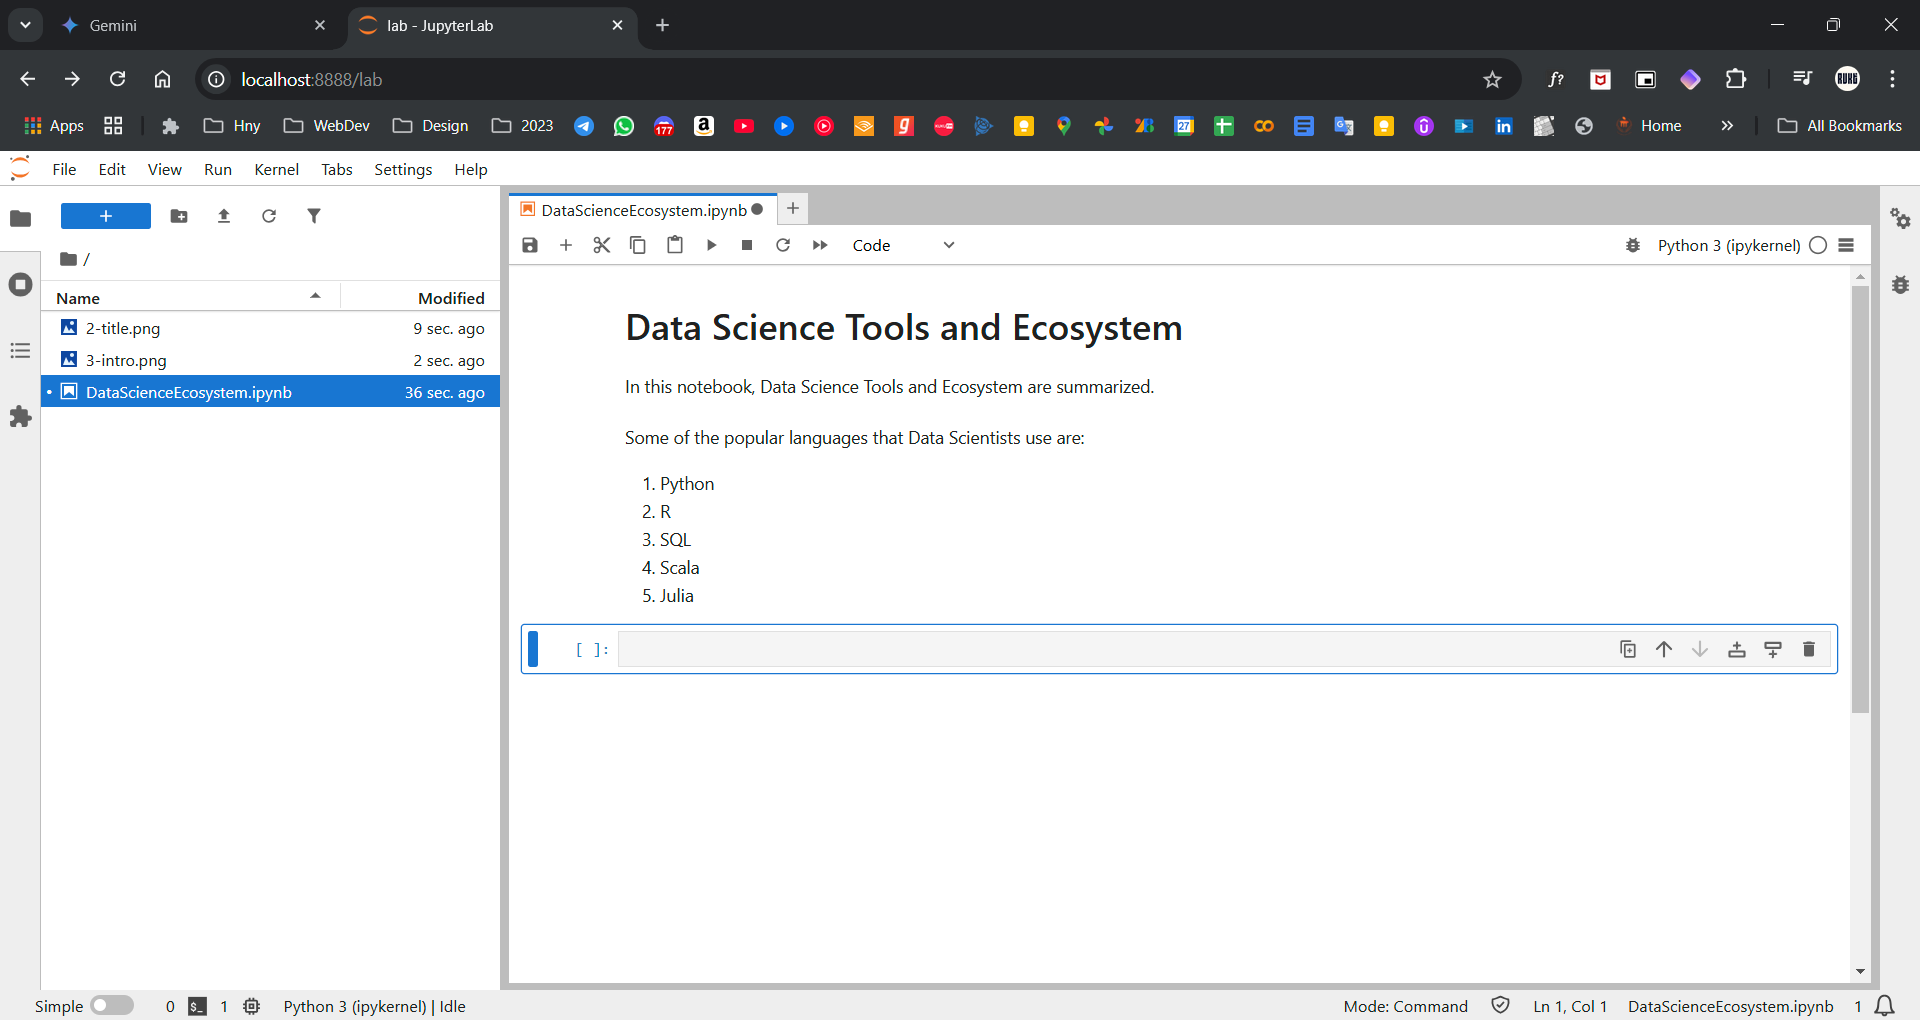 Gemini
lab - JupyterLab
localhost:8888/lab
f?
RUKE
Apps
Hny
WebDev
Design
2023
177
27
Home
All Bookmarks
File Edit View Run Kernel Tabs Settings Help
DataScienceEcosystem.ipynb
Code
Python 3 (ipykernel)
/
Name Modified
2-title.png 9 sec. ago
3-intro.png 2 sec. ago
DataScienceEcosystem.ipynb 36 sec. ago
Data Science Tools and Ecosystem
In this notebook, Data Science Tools and Ecosystem are summarized.
Some of the popular languages that Data Scientists use are:
1. Python
2. R
3. SQL
4. Scala
5. Julia
[ ]:
Simple 0 $_ 1 Python 3 (ipykernel) | Idle Mode: Command Ln 1, Col 1 DataScienceEcosystem.ipynb 1